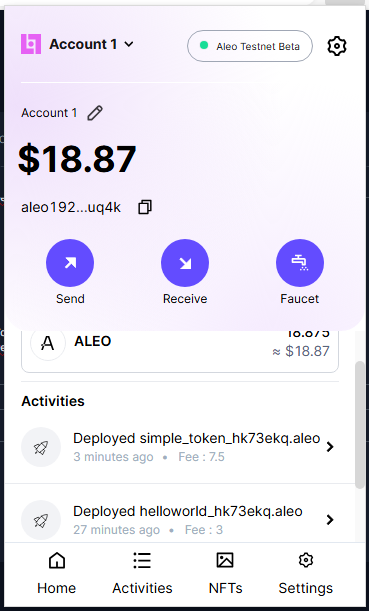 Account 1
Aleo Testnet Beta
Account 1
$18.87
aleo192...uq4k
Send
Receive
Faucet
ALEO
18.875
≈ $18.87
Activities
Deployed simple_token_hk73ekq.aleo
3 minutes ago • Fee : 7.5
Deployed helloworld_hk73ekq.aleo
27 minutes ago • Fee : 3
Home
Activities
NFTs
Settings